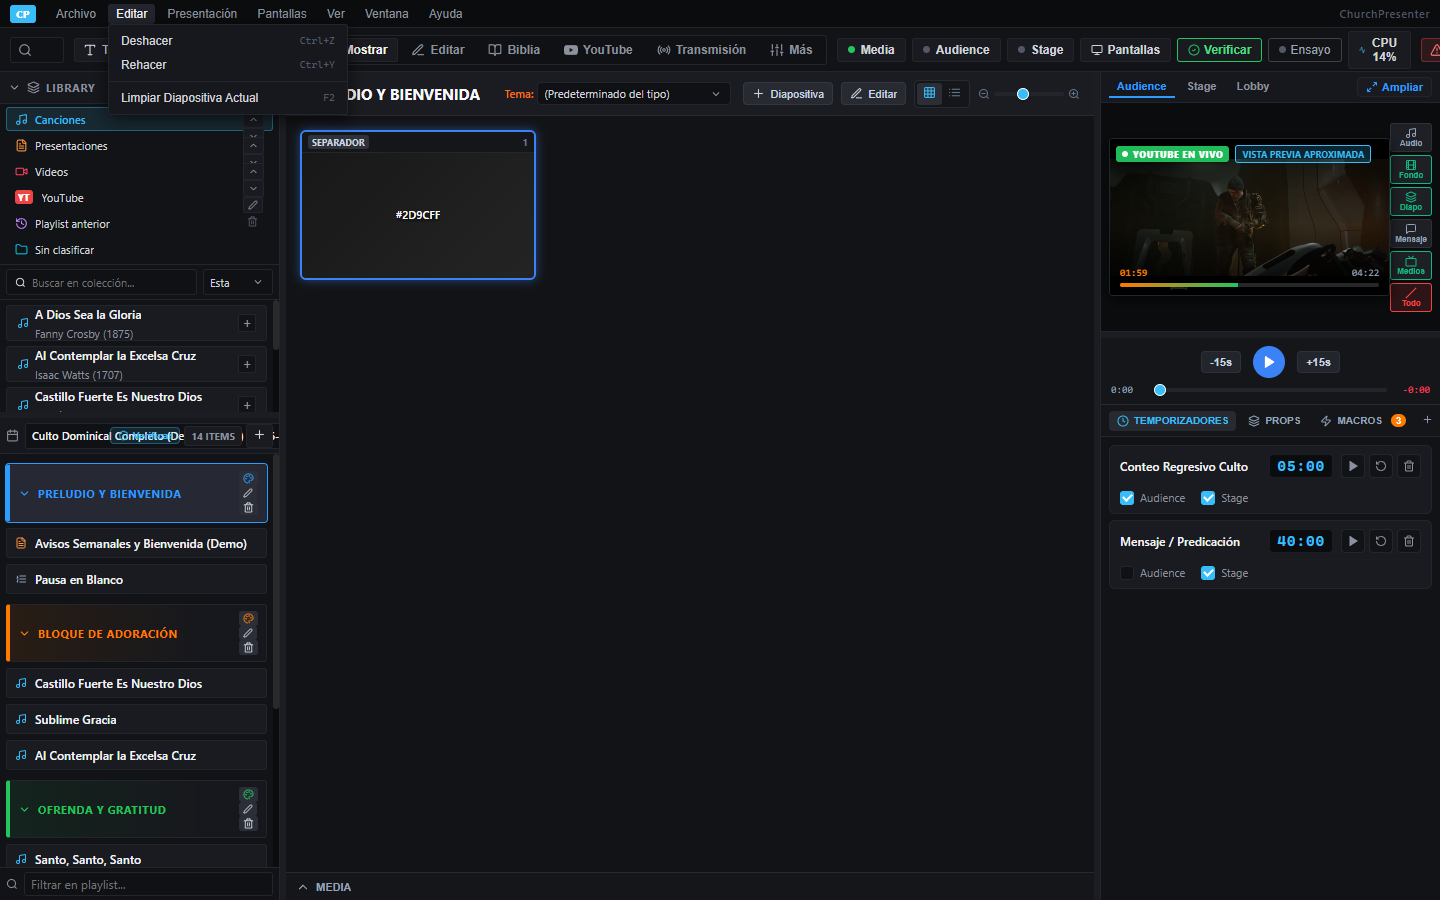 CP Archivo Editar Presentación Pantallas Ver Ventana Ayuda ChurchPresenter
Deshacer Ctrl+Z
Rehacer Ctrl+Y
Limpiar Diapositiva Actual F2
Mostrar Editar Biblia YouTube Transmisión Más
Media Audience Stage Pantallas Verificar Ensayo CPU 14%
LIBRARY
Canciones
Presentaciones
Videos
YT YouTube
Playlist anterior
Sin clasificar
Buscar en colección... Esta
A Dios Sea la Gloria
Fanny Crosby (1875)
Al Contemplar la Excelsa Cruz
Isaac Watts (1707)
Castillo Fuerte Es Nuestro Dios
Culto Dominical Completo (De 14 ITEMS
PRELUDIO Y BIENVENIDA
Avisos Semanales y Bienvenida (Demo)
Pausa en Blanco
BLOQUE DE ADORACIÓN
Castillo Fuerte Es Nuestro Dios
Sublime Gracia
Al Contemplar la Excelsa Cruz
OFRENDA Y GRATITUD
Santo, Santo, Santo
Filtrar en playlist...
DIO Y BIENVENIDA Tema: (Predeterminado del tipo) Diapositiva Editar
SEPARADOR 1
#2D9CFF
MEDIA
Audience Stage Lobby Ampliar
YOUTUBE EN VIVO VISTA PREVIA APROXIMADA
01:59 04:22
Audio
Fondo
Diapo
Mensaje
Medios
Todo
-15s +15s
0:00 -0:00
TEMPORIZADORES PROPS MACROS 3
Conteo Regresivo Culto 05:00
Audience Stage
Mensaje / Predicación 40:00
Audience Stage